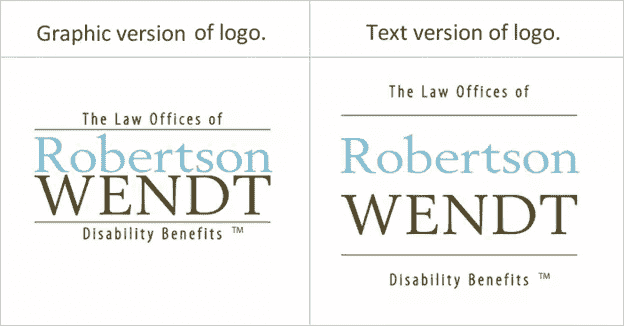 Graphic version of logo.
The Law Offices of
Robertson
WENDT
Disability Benefits ™
Text version of logo.
The Law Offices of
Robertson
WENDT
Disability Benefits ™